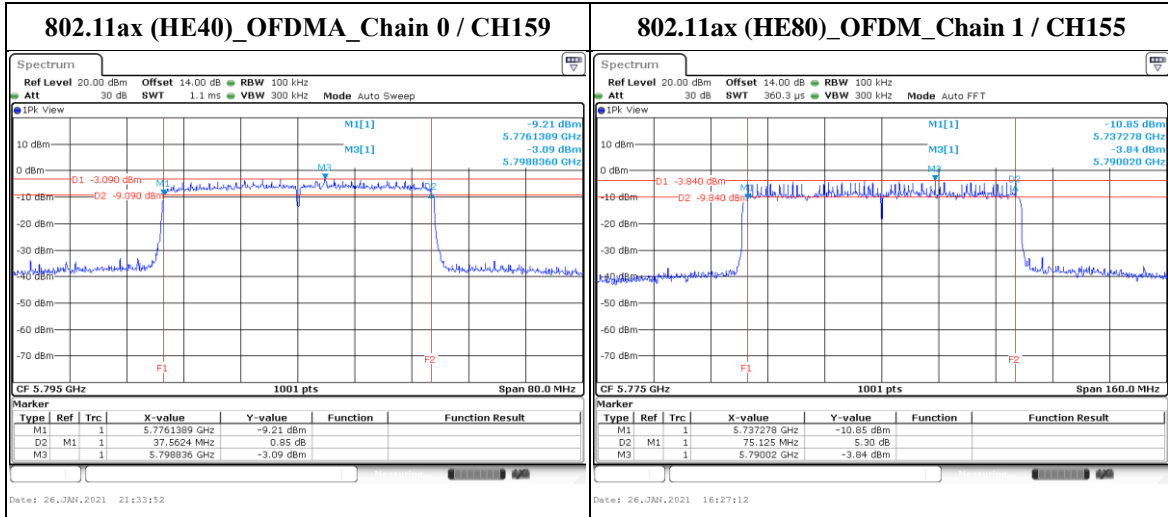 802.11ax (HE40)_OFDMA_Chain 0 / CH159
Spectrum
Ref Level 20.00 dBm Offset 14.00 dB RBW 100 kHz
Att 30 dB SWT 1.1 ms VBW 300 kHz Mode Auto Sweep
1Pk View
M1[1] -9.21 dBm
5.7761389 GHz
M3[1] -3.09 dBm
5.7988360 GHz
10 dBm
0 dBm
M3
D1 -3.090 dBm
M1
D2
D2 -9.090 dBm
-10 dBm
-20 dBm
-30 dBm
-40 dBm
-50 dBm
-60 dBm
-70 dBm
F1
F2
CF 5.795 GHz 1001 pts Span 80.0 MHz
Marker
Type Ref Trc X-value Y-value Function Function Result
M1 1 5.7761389 GHz -9.21 dBm
D2 M1 1 37.5624 MHz 0.85 dB
M3 1 5.798836 GHz -3.09 dBm
Date: 26.JAN.2021 21:33:52
802.11ax (HE80)_OFDM_Chain 1 / CH155
Spectrum
Ref Level 20.00 dBm Offset 14.00 dB RBW 100 kHz
Att 30 dB SWT 360.3 µs VBW 300 kHz Mode Auto FFT
1Pk View
M1[1] -10.85 dBm
5.737278 GHz
M3[1] -3.84 dBm
5.790020 GHz
10 dBm
0 dBm
M3
D1 -3.840 dBm
M1
D2
D2 -9.840 dBm
-10 dBm
-20 dBm
-30 dBm
-40 dBm
-50 dBm
-60 dBm
-70 dBm
F1
F2
CF 5.775 GHz 1001 pts Span 160.0 MHz
Marker
Type Ref Trc X-value Y-value Function Function Result
M1 1 5.737278 GHz -10.85 dBm
D2 M1 1 75.125 MHz 5.30 dB
M3 1 5.79002 GHz -3.84 dBm
Date: 26.JAN.2021 16:27:12